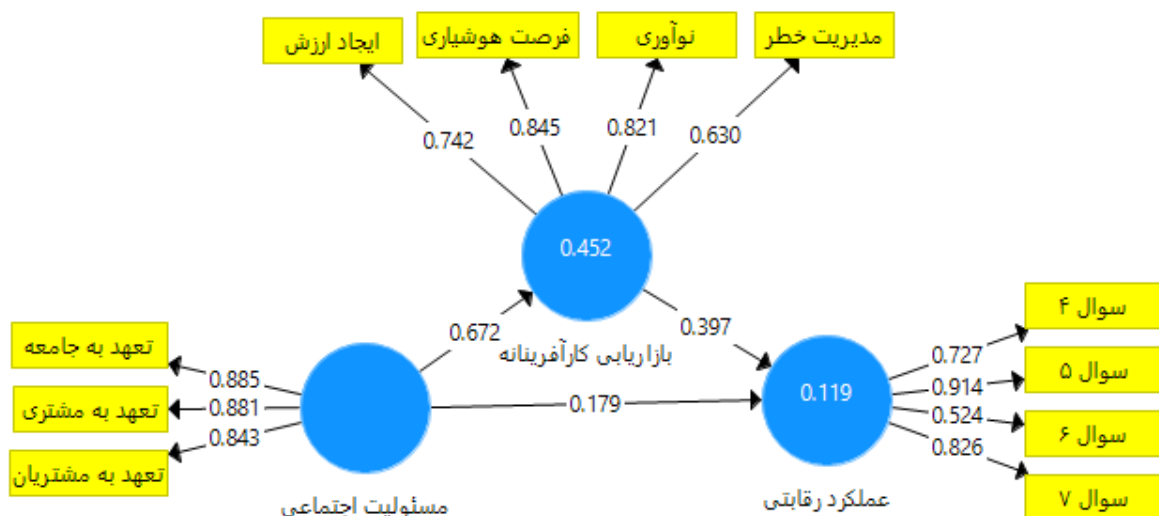 ایجاد ارزش
فرصت هوشیاری
نوآوری
مدیریت خطر
0.742
0.845
0.821
0.630
0.452
بازاریابی کارآفرینانه
0.672
0.397
0.179
تعهد به جامعه
تعهد به مشتری
تعهد به مشتریان
0.885
0.881
0.843
مسئولیت اجتماعی
0.119
عملکرد رقابتی
0.727
0.914
0.524
0.826
سوال ۴
سوال ۵
سوال ۶
سوال ۷